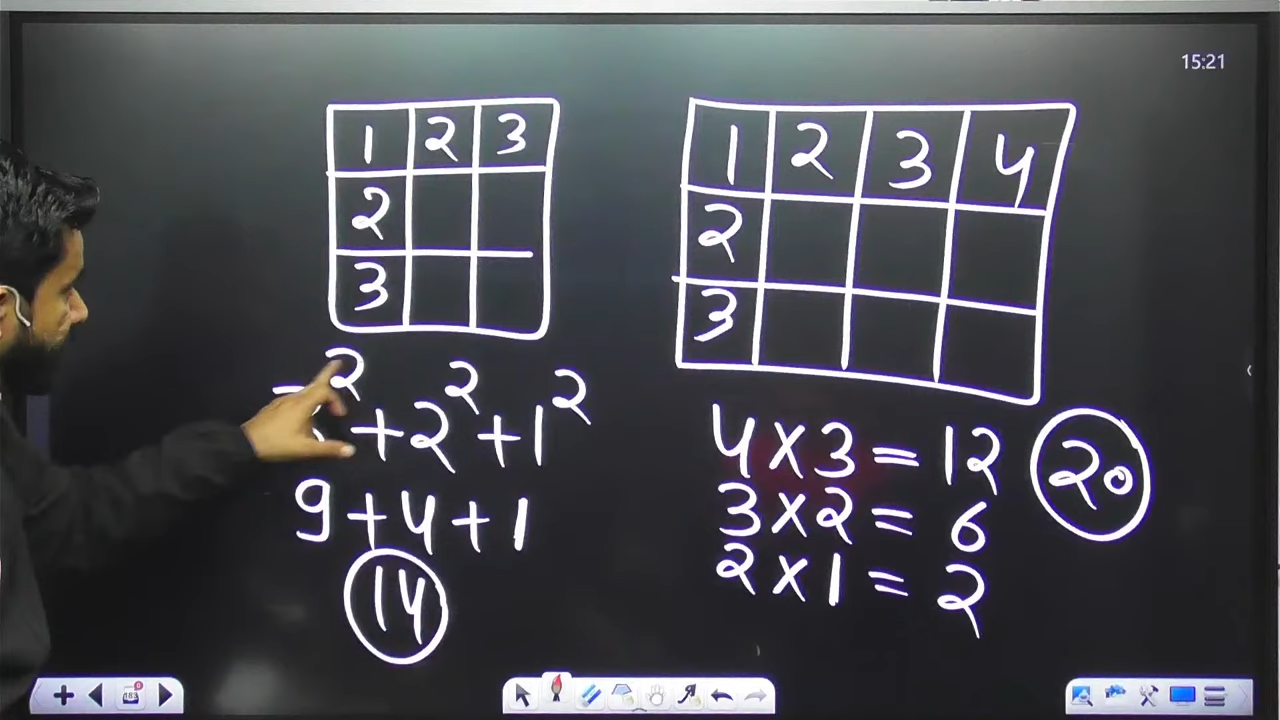 15:21
1 2 3
2
3
² + 2² + 1²
9 + 4 + 1
14
1 2 3 4
2
3
4 × 3 = 12
3 × 2 = 6
2 × 1 = 2
20